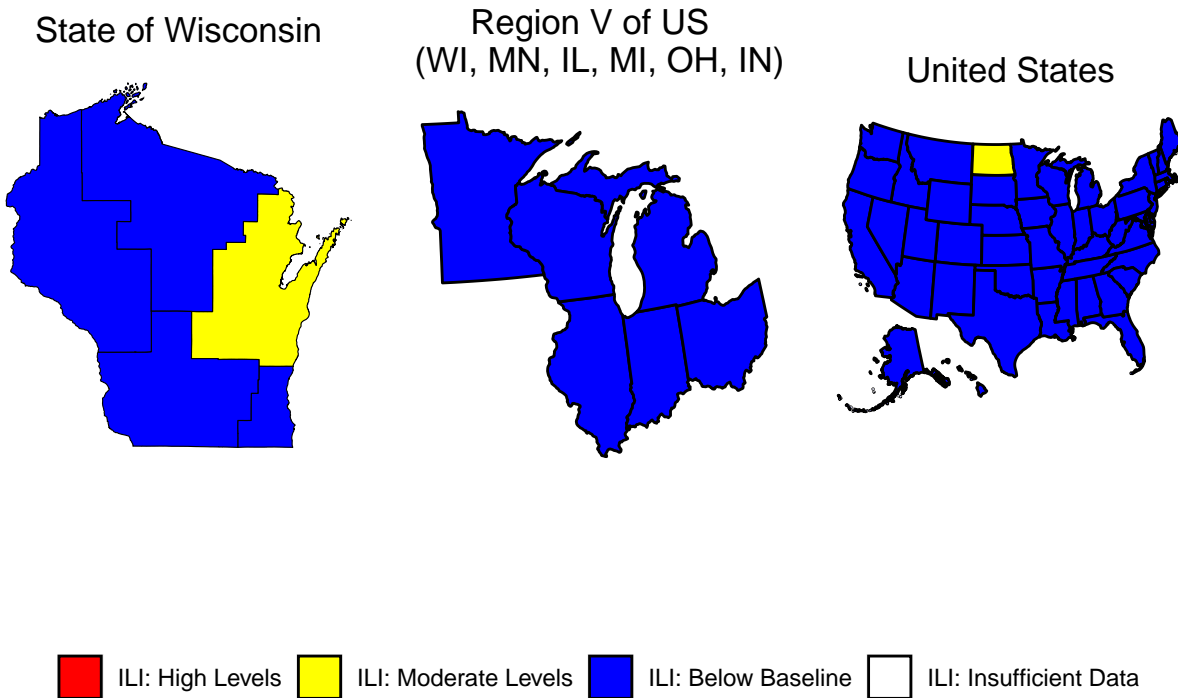 State of Wisconsin
Region V of US
(WI, MN, IL, MI, OH, IN)
United States
ILI: High Levels
ILI: Moderate Levels
ILI: Below Baseline
ILI: Insufficient Data